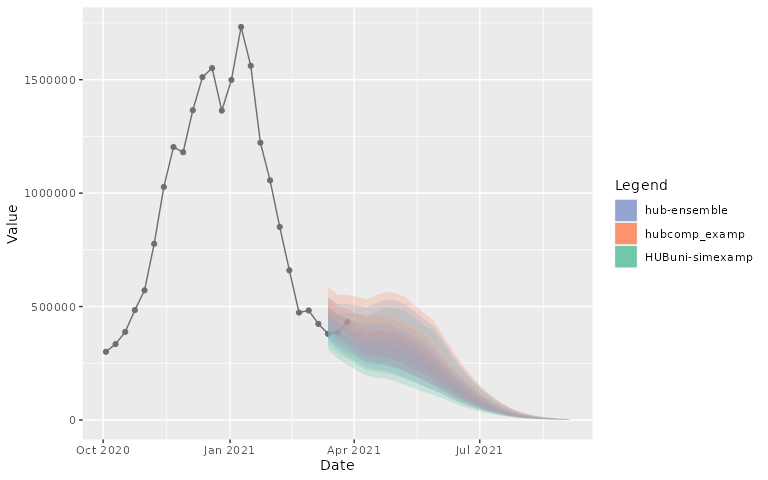 1500000
1000000
500000
0
Value
Oct 2020
Jan 2021
Apr 2021
Jul 2021
Date
Legend
hub-ensemble
hubcomp_examp
HUBuni-simexamp